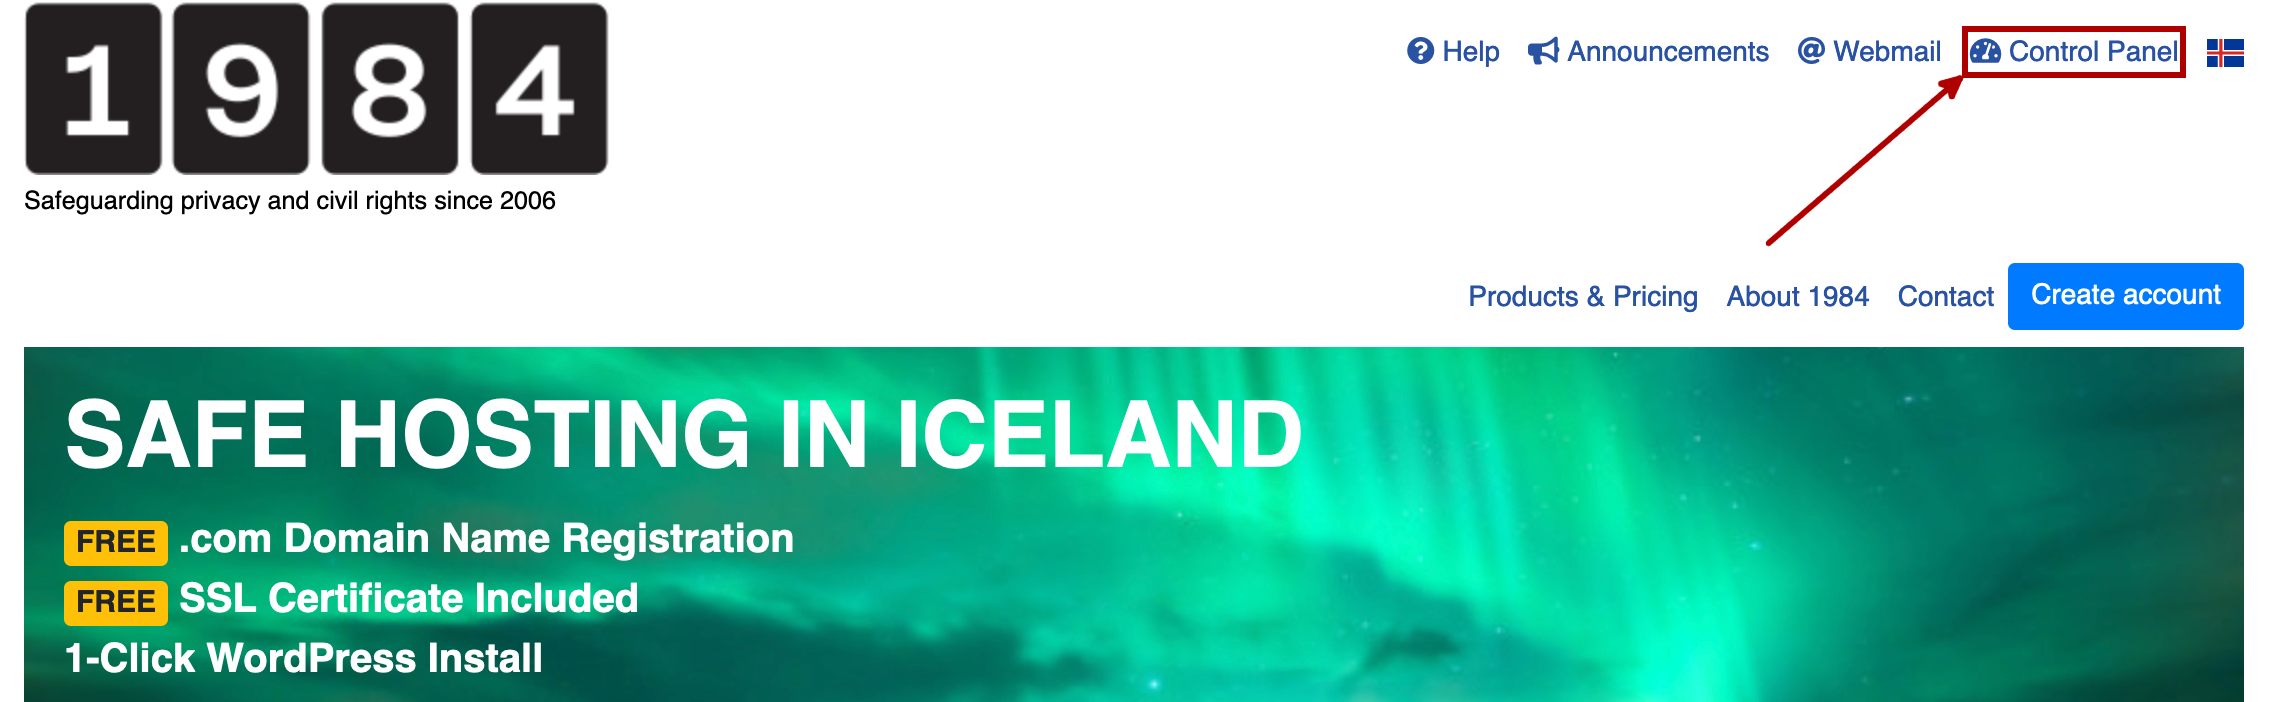 1984
Safeguarding privacy and civil rights since 2006
Help Announcements Webmail Control Panel
Products & Pricing About 1984 Contact Create account
SAFE HOSTING IN ICELAND
FREE .com Domain Name Registration
FREE SSL Certificate Included
1-Click WordPress Install